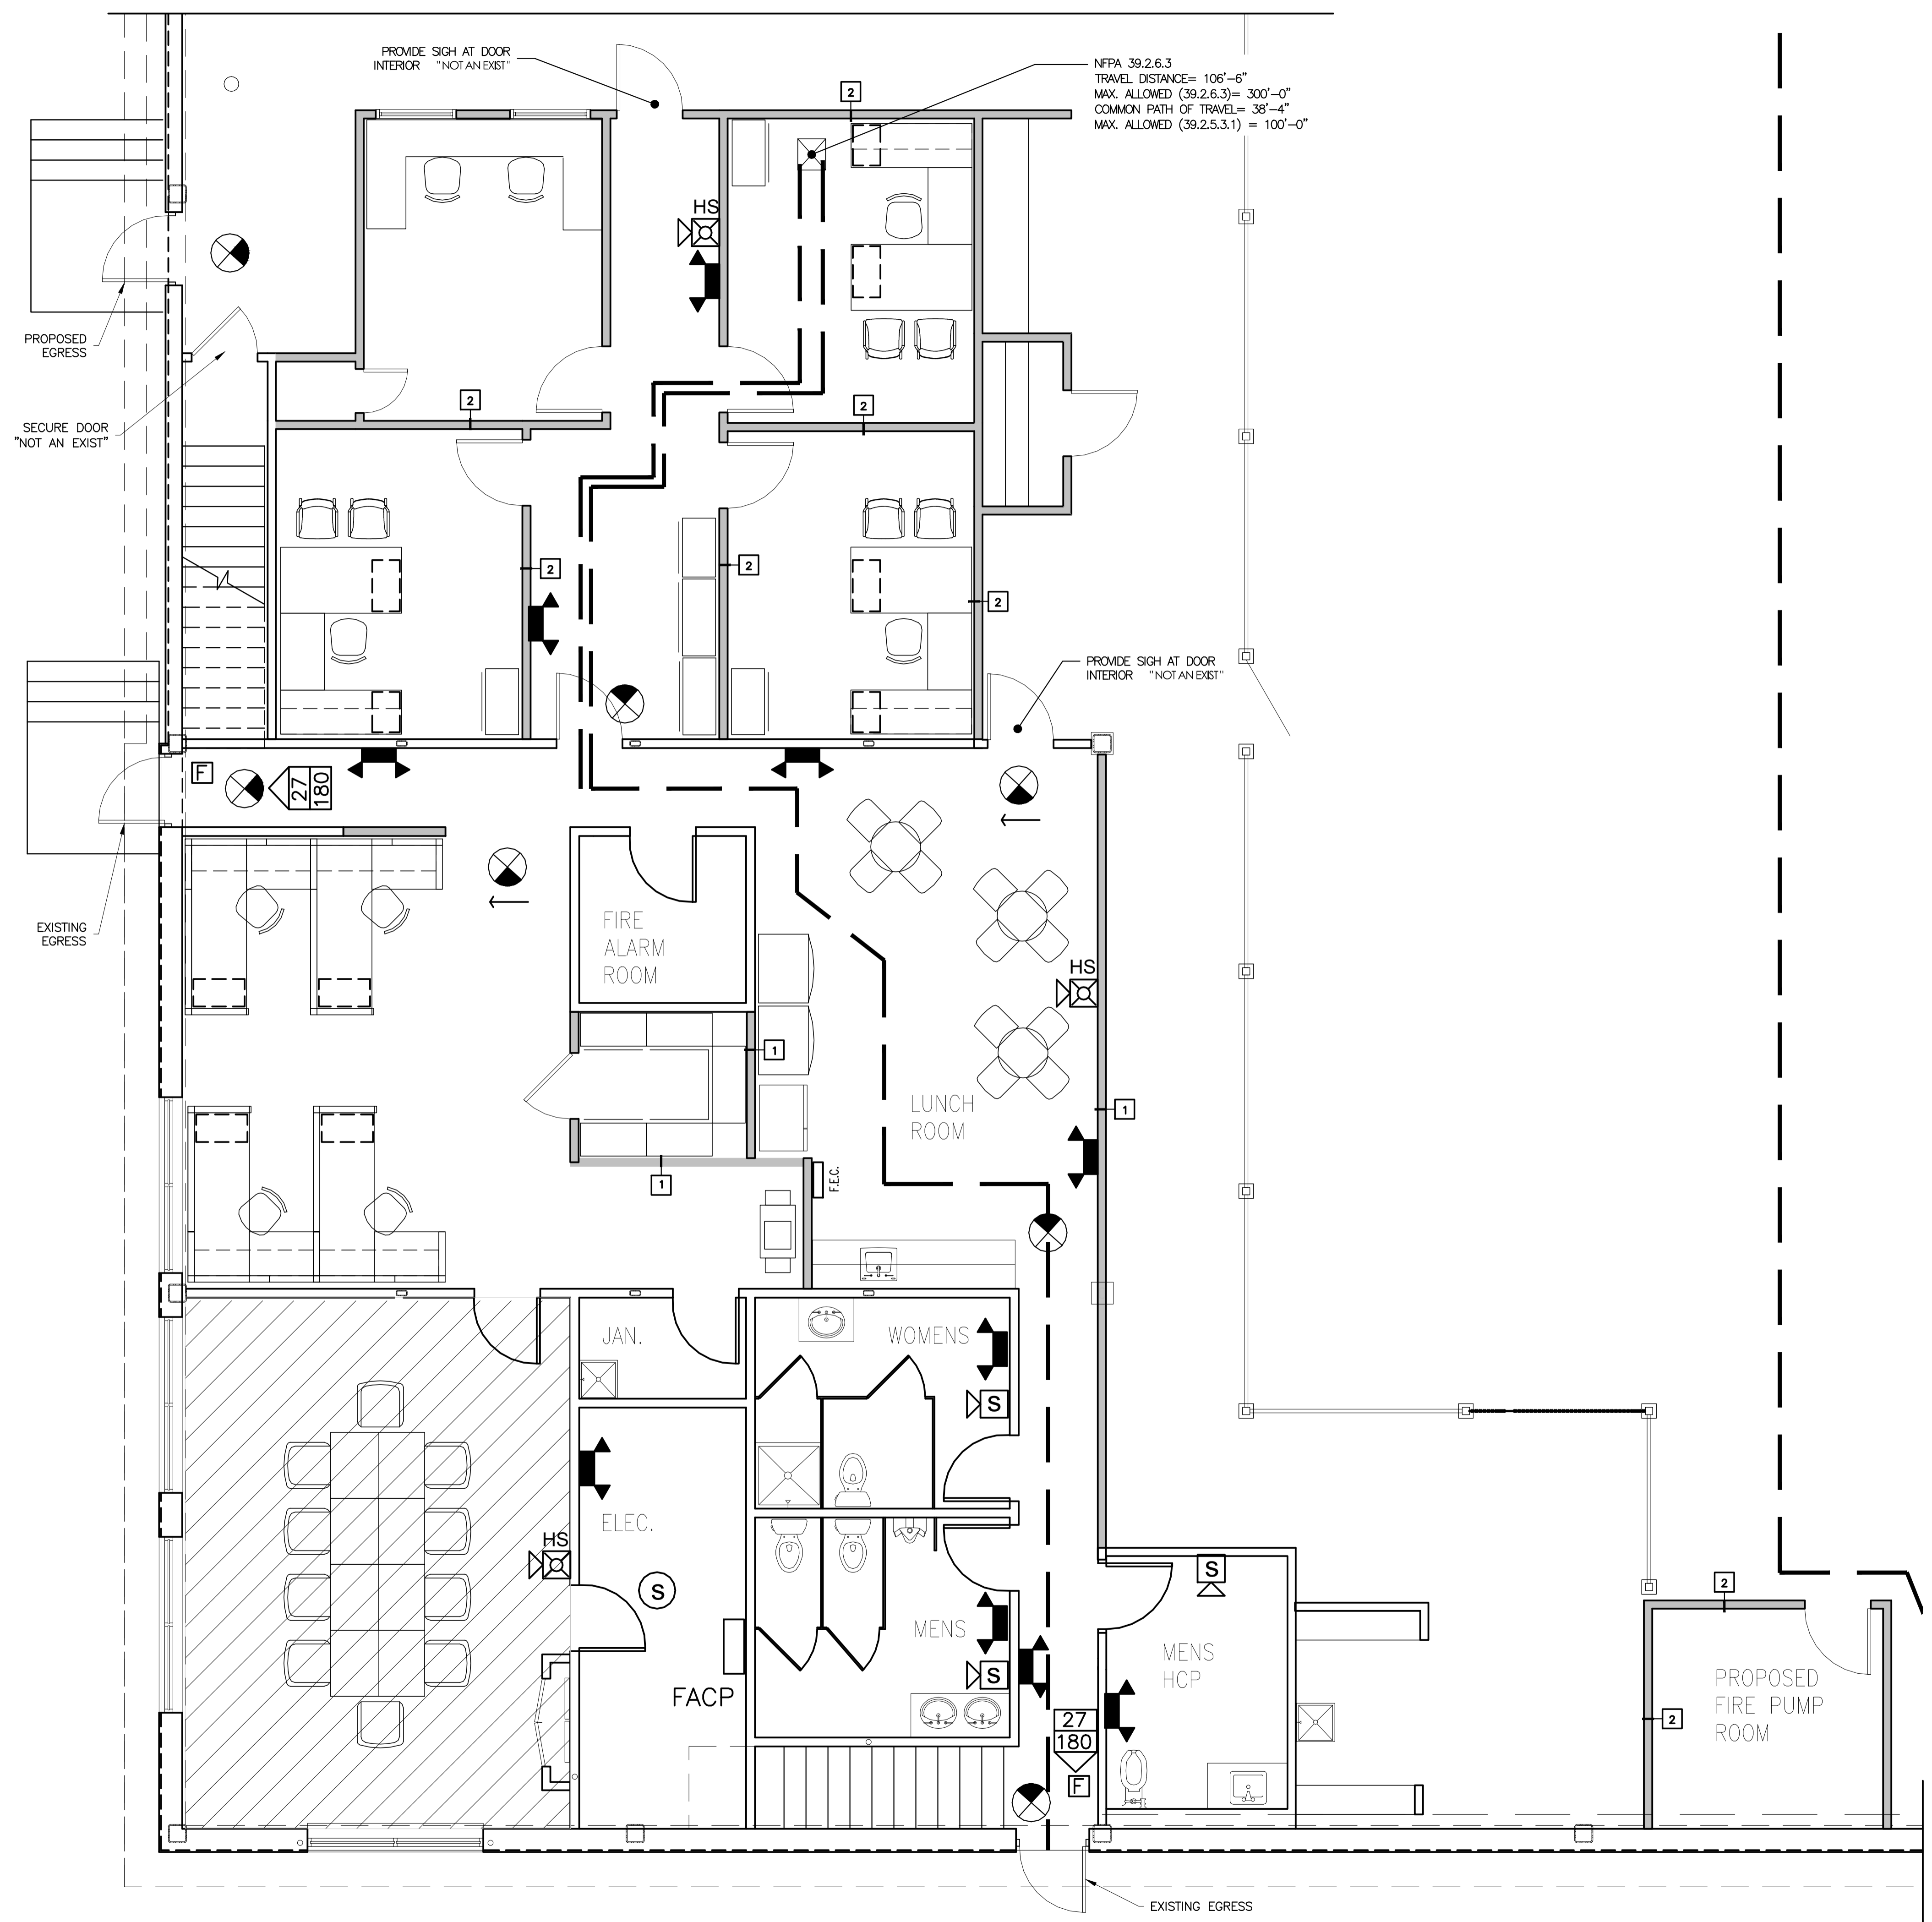 PROVIDE SIGH AT DOOR
INTERIOR "NOT AN EXIST"
NFPA 39.2.6.3
TRAVEL DISTANCE= 106'-6"
MAX. ALLOWED (39.2.6.3)= 300'-0"
COMMON PATH OF TRAVEL= 38'-4"
MAX. ALLOWED (39.2.5.3.1) = 100'-0"
2
HS
PROPOSED
EGRESS
SECURE DOOR
"NOT AN EXIST"
2
2
2
2
2
PROVIDE SIGH AT DOOR
INTERIOR "NOT AN EXIST"
F
27
180
EXISTING
EGRESS
FIRE
ALARM
ROOM
HS
1
LUNCH
ROOM
1
1
F.E.C.
JAN.
WOMENS
S
ELEC.
HS
S
S
MENS
S
FACP
MENS
HCP
27
180
F
2
PROPOSED
FIRE PUMP
ROOM
2
EXISTING EGRESS